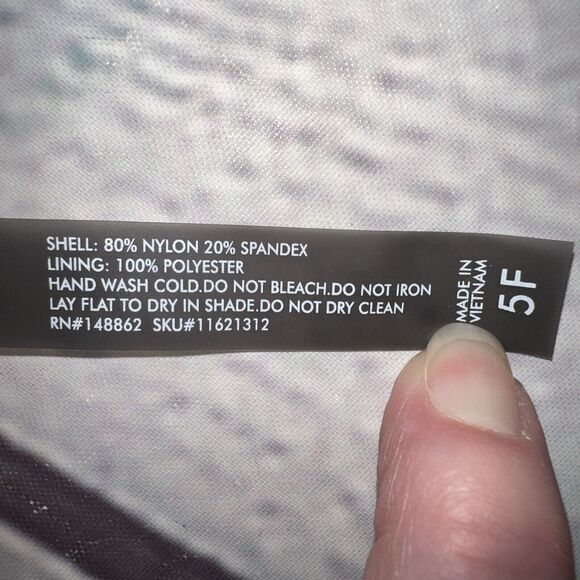 SHELL: 80% NYLON 20% SPANDEX
LINING: 100% POLYESTER
HAND WASH COLD.DO NOT BLEACH.DO NOT IRON
LAY FLAT TO DRY IN SHADE.DO NOT DRY CLEAN
RN#148862 SKU#11621312
MADE IN
VIETNAM
5F